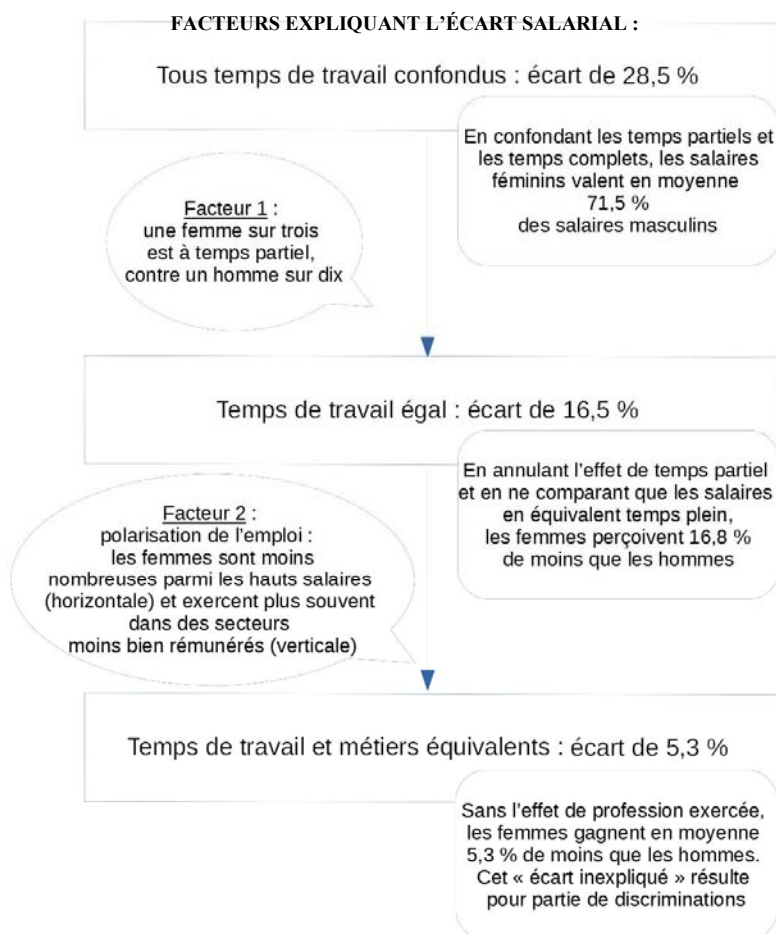 FACTEURS EXPLIQUANT L’ÉCART SALARIAL :
Tous temps de travail confondus : écart de 28,5 %
En confondant les temps partiels et
les temps complets, les salaires
féminins valent en moyenne
71,5 %
des salaires masculins
Facteur 1 :
une femme sur trois
est à temps partiel,
contre un homme sur dix
Temps de travail égal : écart de 16,5 %
En annulant l’effet de temps partiel
et en ne comparant que les salaires
en équivalent temps plein,
les femmes perçoivent 16,8 %
de moins que les hommes
Facteur 2 :
polarisation de l’emploi :
les femmes sont moins
nombreuses parmi les hauts salaires
(horizontale) et exercent plus souvent
dans des secteurs
moins bien rémunérés (verticale)
Temps de travail et métiers équivalents : écart de 5,3 %
Sans l’effet de profession exercée,
les femmes gagnent en moyenne
5,3 % de moins que les hommes.
Cet « écart inexpliqué » résulte
pour partie de discriminations